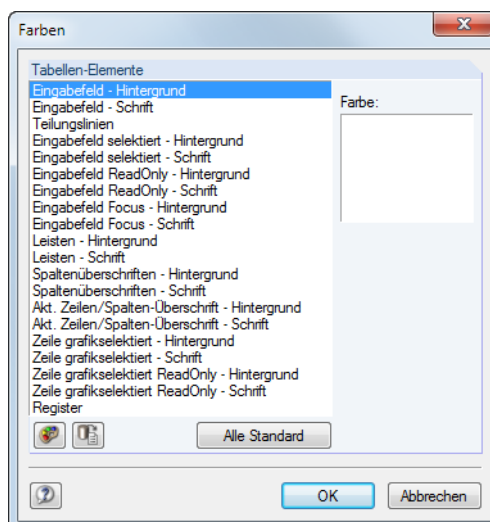 Farben
Tabellen-Elemente
Eingabefeld - Hintergrund
Eingabefeld - Schrift
Teilungslinien
Eingabefeld selektiert - Hintergrund
Eingabefeld selektiert - Schrift
Eingabefeld ReadOnly - Hintergrund
Eingabefeld ReadOnly - Schrift
Eingabefeld Focus - Hintergrund
Eingabefeld Focus - Schrift
Leisten - Hintergrund
Leisten - Schrift
Spaltenüberschriften - Hintergrund
Spaltenüberschriften - Schrift
Akt. Zeilen/Spalten-Überschrift - Hintergrund
Akt. Zeilen/Spalten-Überschrift - Schrift
Zeile grafikselektiert - Hintergrund
Zeile grafikselektiert - Schrift
Zeile grafikselektiert ReadOnly - Hintergrund
Zeile grafikselektiert ReadOnly - Schrift
Register
Farbe:
Alle Standard
OK
Abbrechen